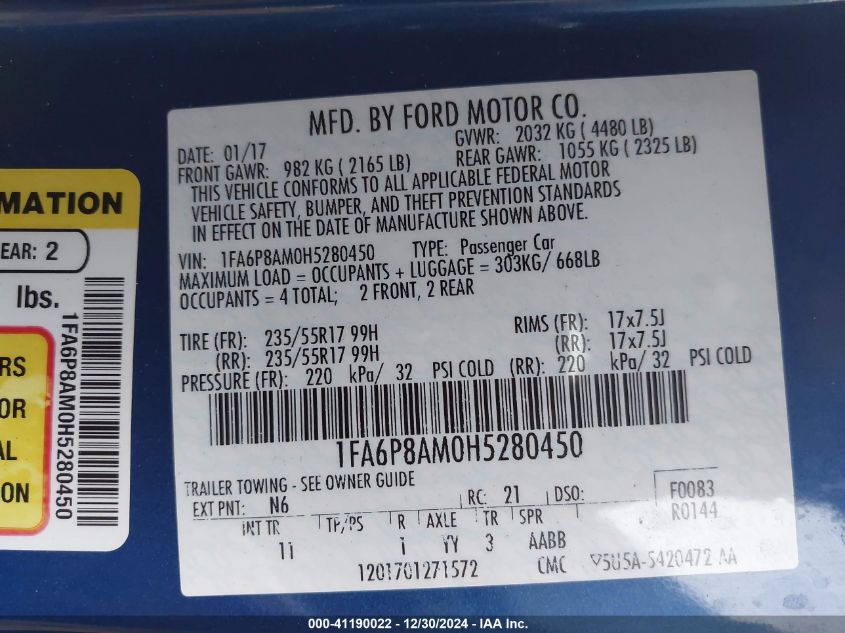 MFD. BY FORD MOTOR CO.
DATE: 01/17
GVWR: 2032 KG ( 4480 LB)
FRONT GAWR: 982 KG ( 2165 LB)
REAR GAWR: 1055 KG ( 2325 LB)
THIS VEHICLE CONFORMS TO ALL APPLICABLE FEDERAL MOTOR
VEHICLE SAFETY, BUMPER, AND THEFT PREVENTION STANDARDS
IN EFFECT ON THE DATE OF MANUFACTURE SHOWN ABOVE.
VIN: 1FA6P8AM0H5280450 TYPE: Passenger Car
MAXIMUM LOAD = OCCUPANTS + LUGGAGE = 303KG/ 668LB
OCCUPANTS = 4 TOTAL; 2 FRONT, 2 REAR
TIRE (FR): 235/55R17 99H RIMS (FR): 17x7.5J
(RR): 235/55R17 99H (RR): 17x7.5J
PRESSURE (FR): 220 kPa/ 32 PSI COLD (RR): 220 kPa/ 32 PSI COLD
1FA6P8AM0H5280450
TRAILER TOWING - SEE OWNER GUIDE
EXT PNT: N6 RC: 21 DSO: F0083
R0144
INT TR TP/PS R AXLE TR SPR
11 1 YY 3 AABB
1201701271572 CMC ▽5U5A-5420472 AA
MATION
EAR: 2
lbs.
RS
OR
AL
ON
1FA6P8AM0H5280450
000-41190022 - 12/30/2024 - IAA Inc.